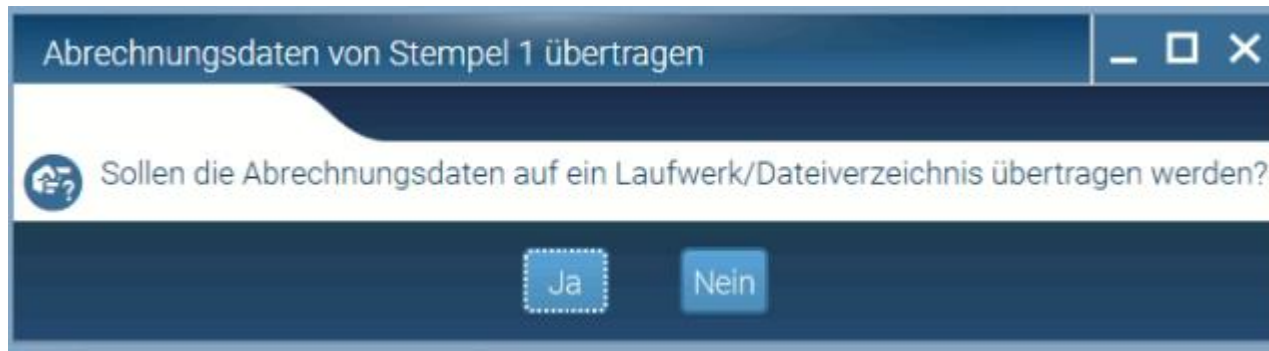 Abrechnungsdaten von Stempel 1 übertragen
Sollen die Abrechnungsdaten auf ein Laufwerk/Dateiverzeichnis übertragen werden?
Ja
Nein